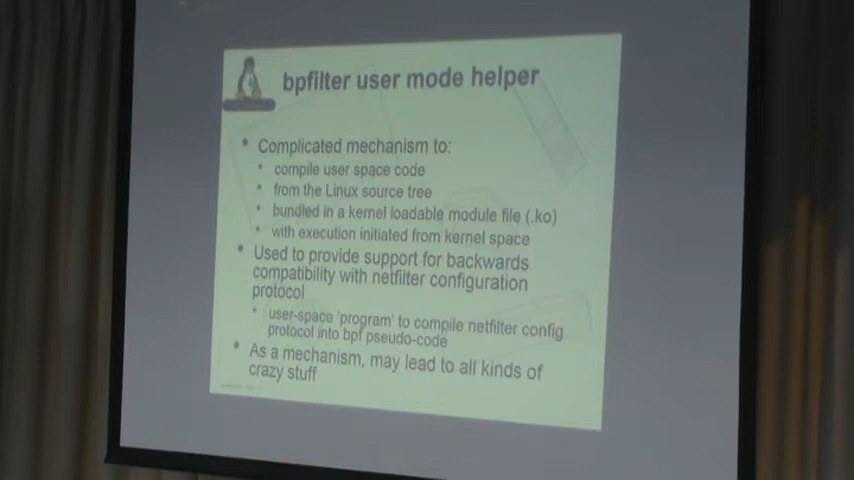 bpfilter user mode helper
• Complicated mechanism to:
• compile user space code
• from the Linux source tree
• bundled in a kernel loadable module file (.ko)
• with execution initiated from kernel space
• Used to provide support for backwards
compatibility with netfilter configuration
protocol
• user-space 'program' to compile netfilter config
protocol into bpf pseudo-code
• As a mechanism, may lead to all kinds of
crazy stuff